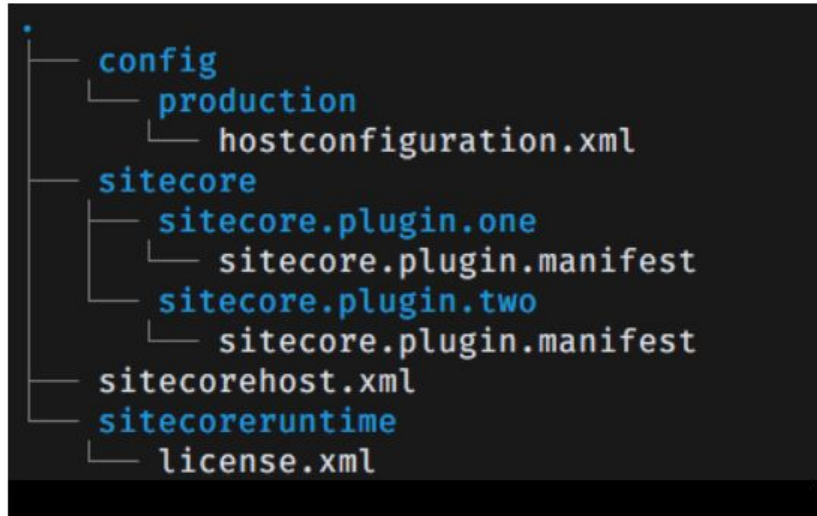 .
config
production
hostconfiguration.xml
sitecore
sitecore.plugin.one
sitecore.plugin.manifest
sitecore.plugin.two
sitecore.plugin.manifest
sitecorehost.xml
sitecoreruntime
license.xml